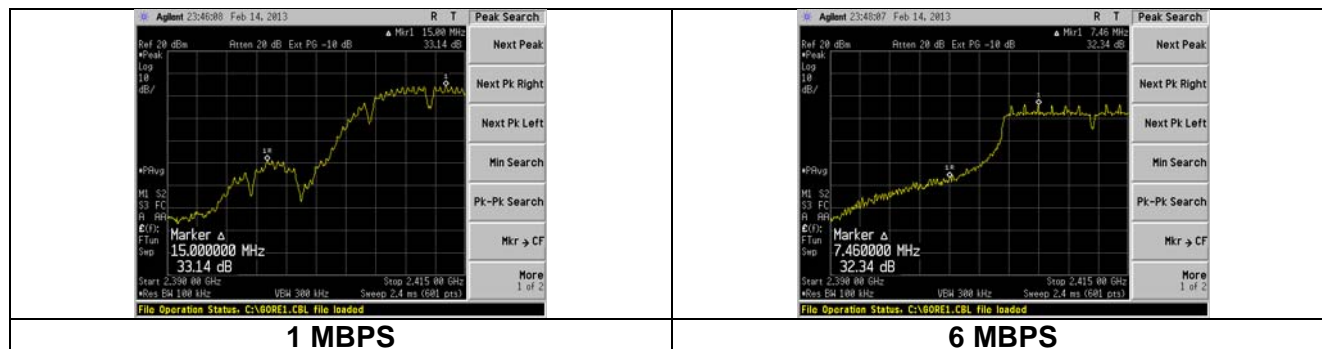 Agilent 23:46:08 Feb 14, 2013 R T Peak Search
Δ Mkr1 15.00 MHz
Ref 20 dBm Atten 20 dB Ext PG -10 dB 33.14 dB
Next Peak
*Peak
Log
10
dB/
1
Next Pk Right
Next Pk Left
1R
Min Search
*PAvg
M1 S2
S3 FC
A AA
Pk-Pk Search
£(f):
FTun
Swp
Marker Δ
15.000000 MHz
33.14 dB
Mkr → CF
Start 2.390 00 GHz Stop 2.415 00 GHz
*Res BW 100 kHz VBW 300 kHz Sweep 2.4 ms (601 pts)
More
1 of 2
File Operation Status, C:\GORE1.CBL file loaded
1 MBPS
Agilent 23:48:07 Feb 14, 2013 R T Peak Search
Δ Mkr1 7.46 MHz
Ref 20 dBm Atten 20 dB Ext PG -10 dB 32.34 dB
Next Peak
*Peak
Log
10
dB/
1
Next Pk Right
Next Pk Left
1R
Min Search
*PAvg
M1 S2
S3 FC
A AA
Pk-Pk Search
£(f):
FTun
Swp
Marker Δ
7.460000 MHz
32.34 dB
Mkr → CF
Start 2.390 00 GHz Stop 2.415 00 GHz
*Res BW 100 kHz VBW 300 kHz Sweep 2.4 ms (601 pts)
More
1 of 2
File Operation Status, C:\GORE1.CBL file loaded
6 MBPS